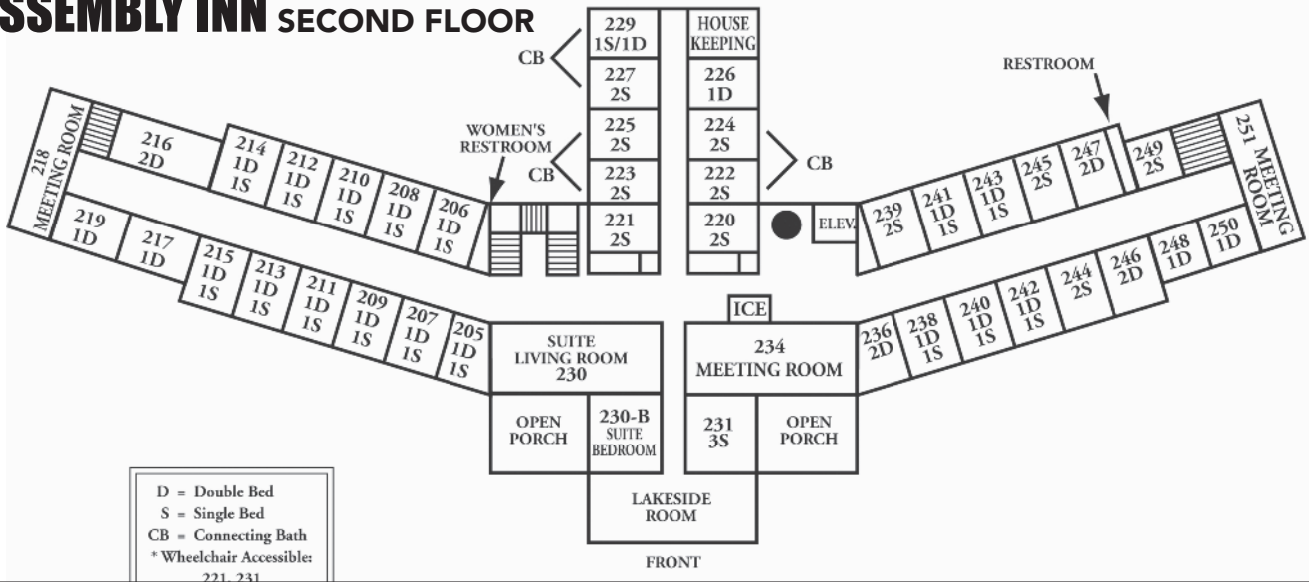 SSEMBLY INN SECOND FLOOR
229
1S/1D
HOUSE
KEEPING
CB
227
2S
226
1D
RESTROOM
WOMEN'S
RESTROOM
225
2S
224
2S
CB
CB
223
2S
222
2S
221
2S
220
2S
ELEV.
218
MEETING ROOM
216
2D
214
1D
1S
212
1D
1S
210
1D
1S
208
1D
1S
206
1D
1S
219
1D
217
1D
215
1D
1S
213
1D
1S
211
1D
1S
209
1D
1S
207
1D
1S
205
1D
1S
239
2S
241
1D
1S
243
1D
1S
245
2S
247
2D
249
2S
251 MEETING
ROOM
236
2D
238
1D
1S
240
1D
1S
242
1D
1S
244
2S
246
2D
248
1D
250
1D
ICE
SUITE
LIVING ROOM
230
234
MEETING ROOM
OPEN
PORCH
230-B
SUITE
BEDROOM
231
3S
OPEN
PORCH
LAKESIDE
ROOM
FRONT
D = Double Bed
S = Single Bed
CB = Connecting Bath
* Wheelchair Accessible:
221, 231